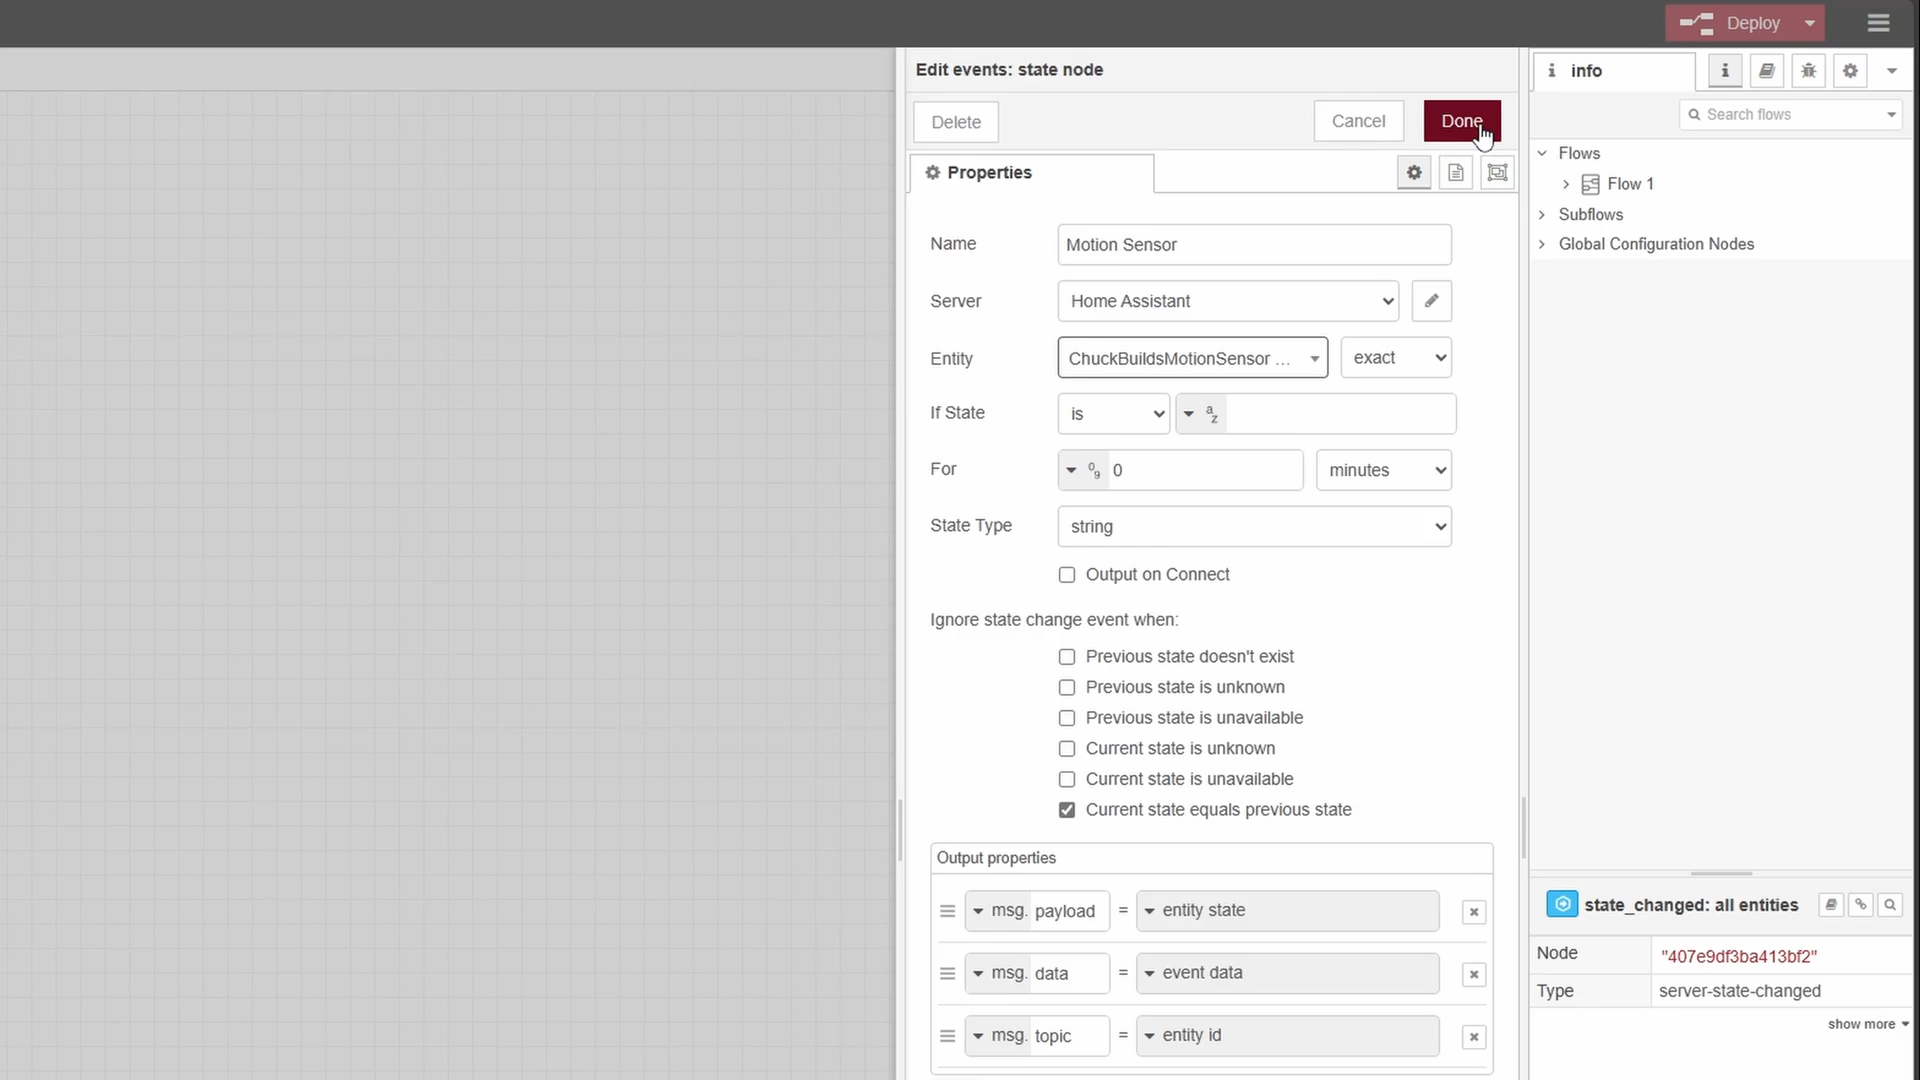 Deploy
Edit events: state node
Delete
Cancel
Done
Properties
Name
Motion Sensor
Server
Home Assistant
Entity
ChuckBuildsMotionSensor ...
exact
If State
is
a
z
For
0
9
0
minutes
State Type
string
Output on Connect
Ignore state change event when:
Previous state doesn't exist
Previous state is unknown
Previous state is unavailable
Current state is unknown
Current state is unavailable
Current state equals previous state
Output properties
msg. payload = entity state
msg. data = event data
msg. topic = entity id
i info
i
Search flows
Flows
Flow 1
Subflows
Global Configuration Nodes
state_changed: all entities
Node "407e9df3ba413bf2"
Type server-state-changed
show more